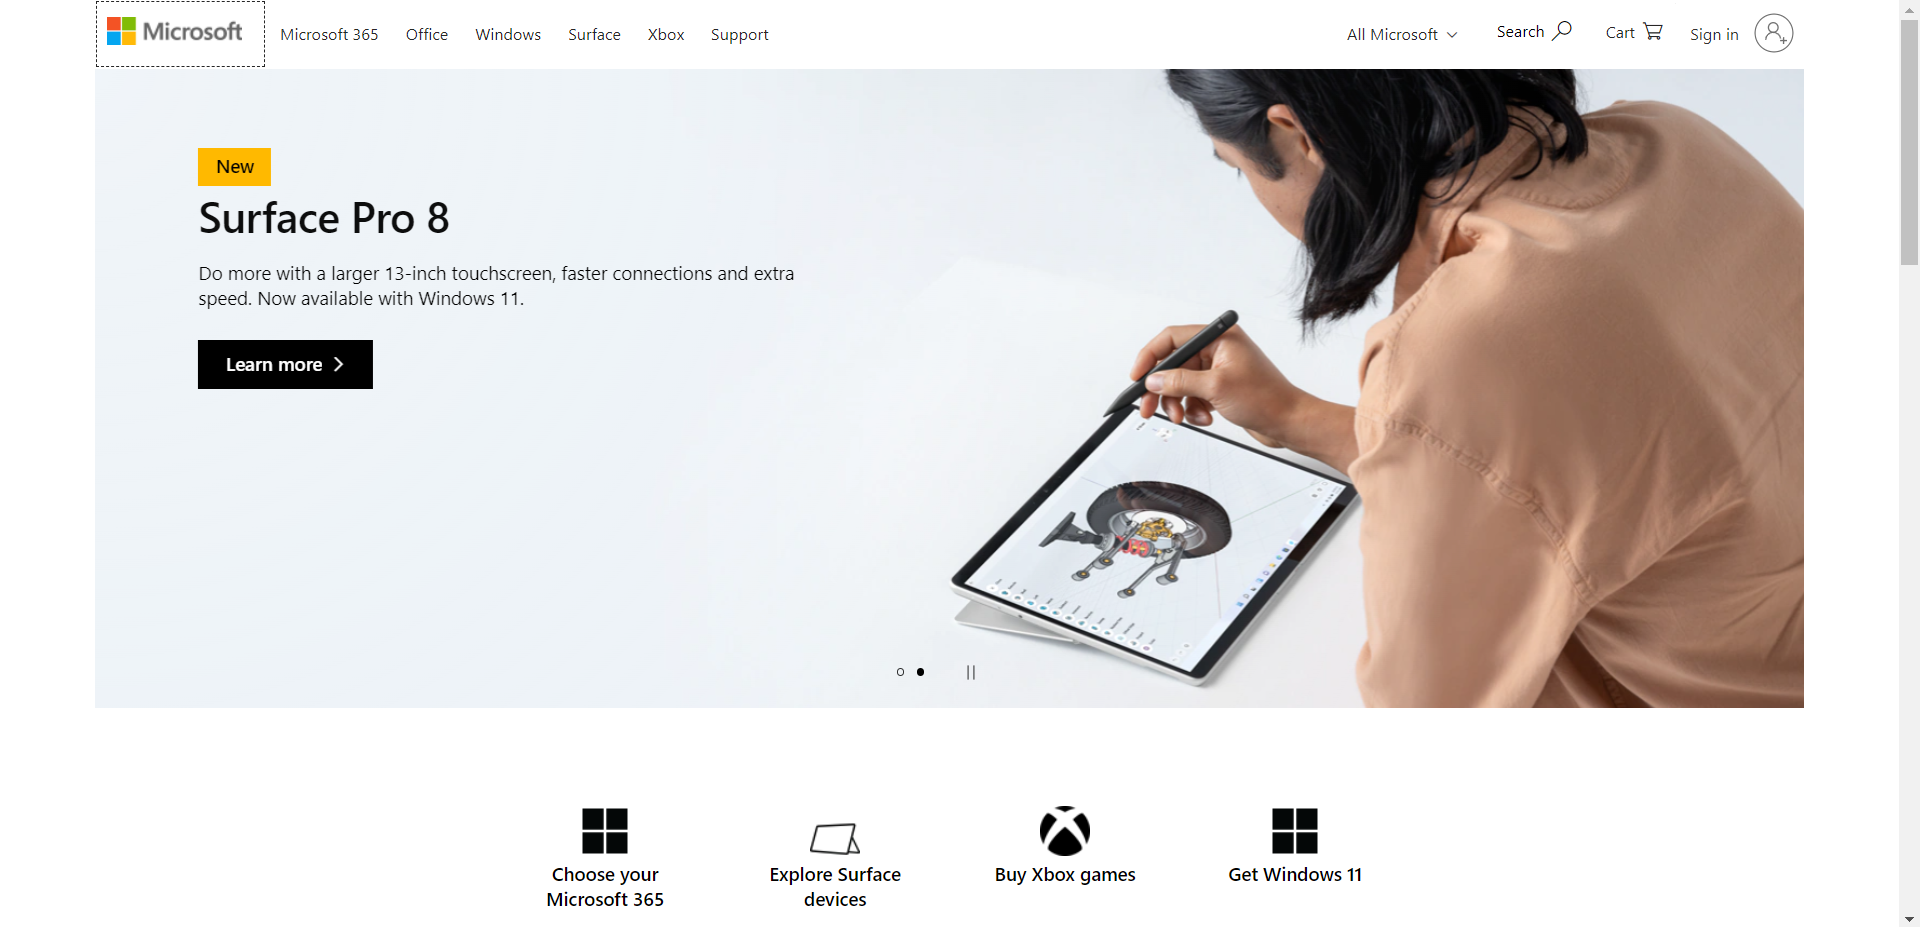 Microsoft
Microsoft 365
Office
Windows
Surface
Xbox
Support
All Microsoft
Search
Cart
Sign in
New
Surface Pro 8
Do more with a larger 13-inch touchscreen, faster connections and extra
speed. Now available with Windows 11.
Learn more
Choose your
Microsoft 365
Explore Surface
devices
Buy Xbox games
Get Windows 11